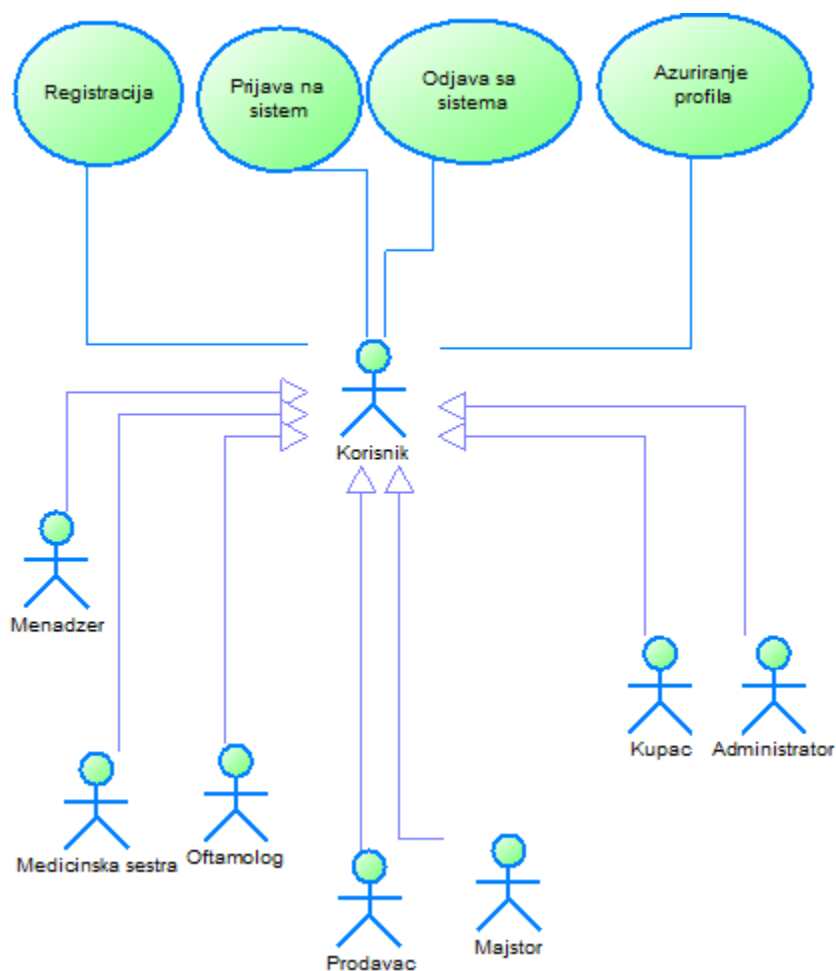 Registracija
Prijava na
sistem
Odjava sa
sistema
Azuriranje
profila
Korisnik
Menadzer
Kupac
Administrator
Medicinska sestra
Oftamolog
Prodavac
Majstor